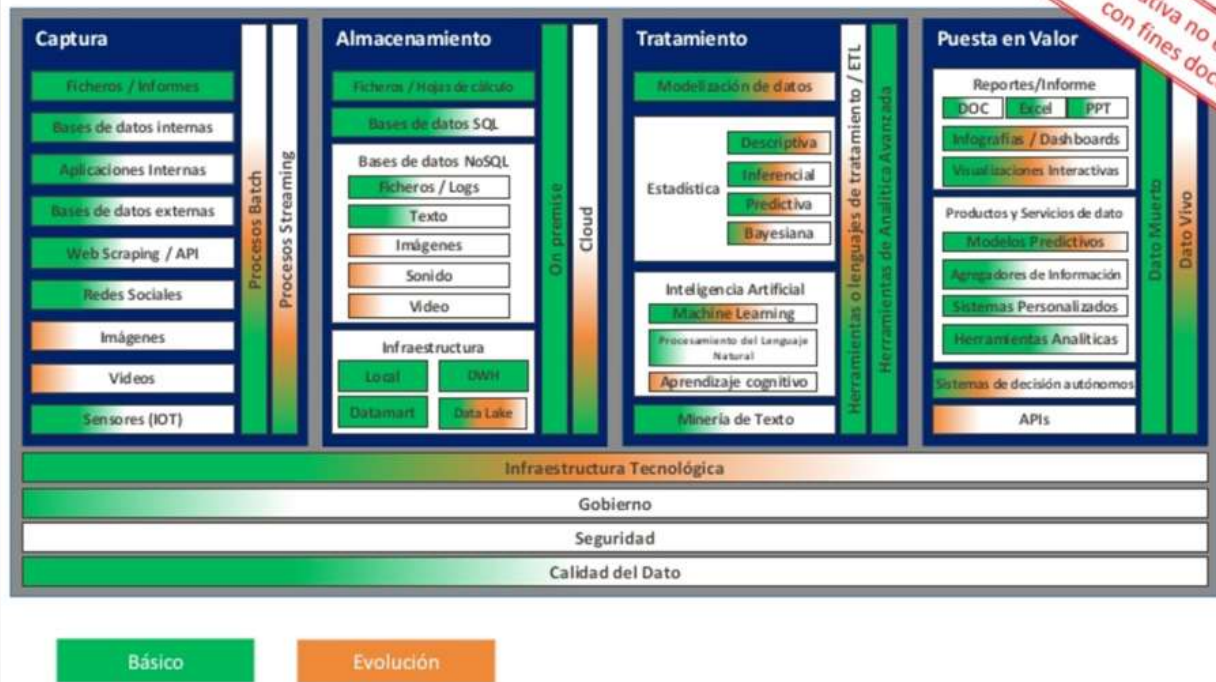 Captura
Ficheros / Informes
Bases de datos internas
Aplicaciones Internas
Bases de datos externas
Web Scraping / API
Redes Sociales
Imágenes
Videos
Sensores (IOT)
Procesos Batch
Procesos Streaming
Almacenamiento
Ficheros / Hojas de cálculo
Bases de datos SQL
Bases de datos NoSQL
Ficheros / Logs
Texto
Imágenes
Sonido
Video
Infraestructura
Local
DWH
Datamart
Data Lake
On premise
Cloud
Tratamiento
Modelización de datos
Estadística
Descriptiva
Inferencial
Predictiva
Bayesiana
Inteligencia Artificial
Machine Learning
Procesamiento del Lenguaje
Natural
Aprendizaje cognitivo
Minería de Texto
Herramientas o lenguajes de tratamiento / ETL
Herramientas de Analítica Avanzada
Puesta en Valor
Reportes/Informe
DOC
Excel
PPT
Infografías / Dashboards
Visualizaciones Interactivas
Productos y Servicios de dato
Modelos Predictivos
Agregadores de Información
Sistemas Personalizados
Herramientas Analíticas
Sistemas de decisión autónomos
APIs
Dato Muerto
Dato Vivo
no
con fines
Infraestructura Tecnológica
Gobierno
Seguridad
Calidad del Dato
Básico
Evolución